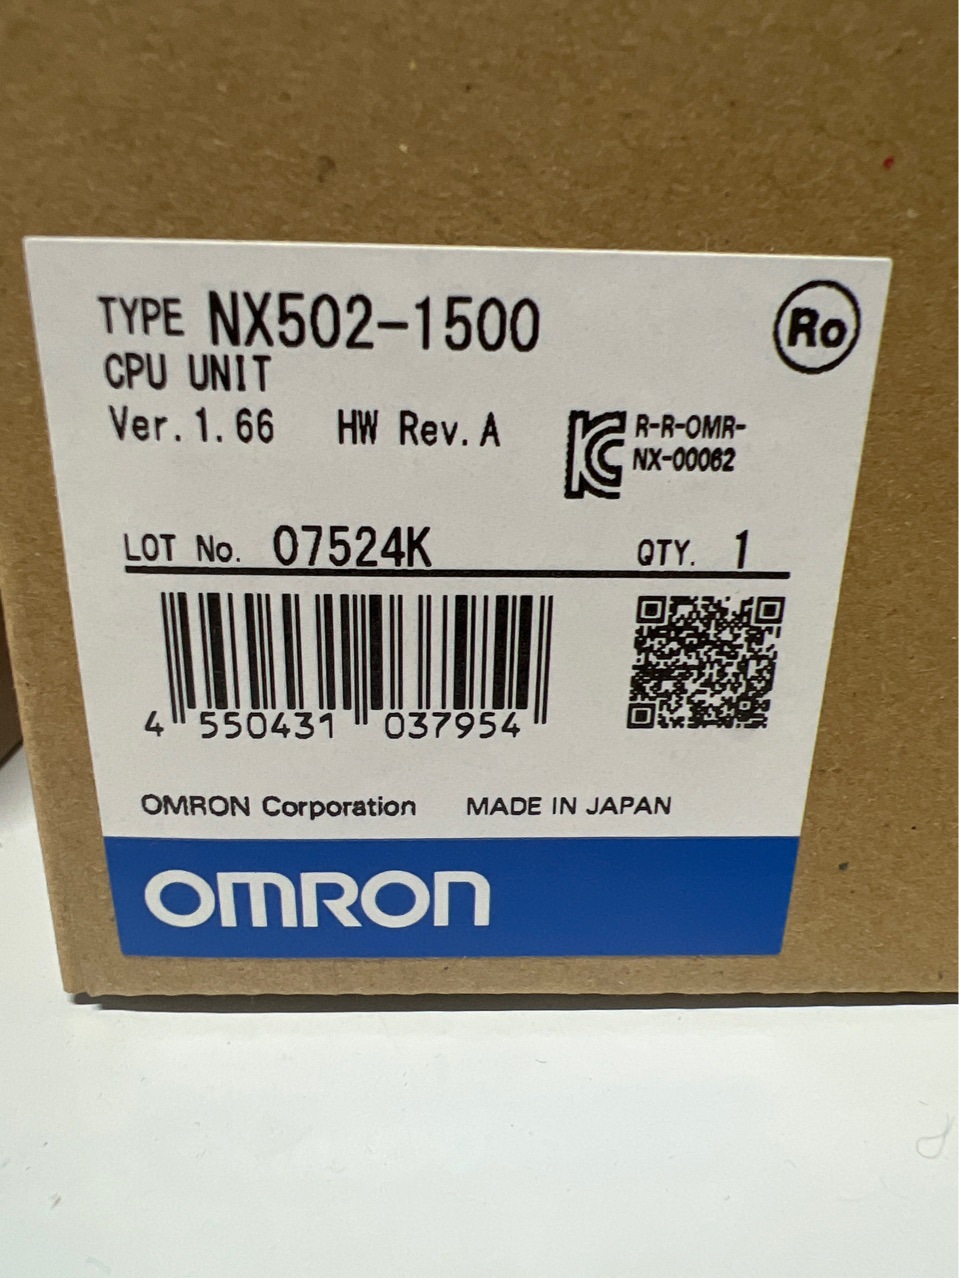 TYPE NX502-1500
Ro
CPU UNIT
Ver.1.66 HW Rev.A
R-R-OMR-
NX-00062
LOT No. 07524K QTY. 1
4 550431 037954
OMRON Corporation MADE IN JAPAN
OMRON